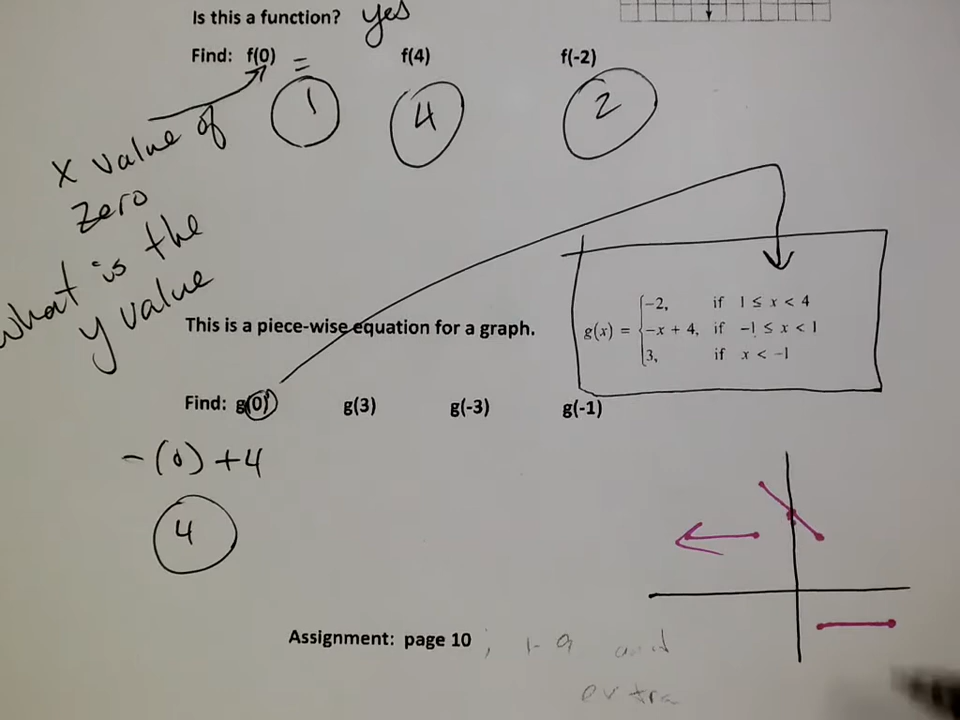 Is this a function? yes
Find: f(0) = f(4) f(-2)
1 4 2
x value of
zero
what is the
y value
This is a piece-wise equation for a graph.
g(x) = { -2, if 1 ≤ x < 4
-x + 4, if -1 ≤ x < 1
3, if x < -1
Find: g(0) g(3) g(-3) g(-1)
-(0) +4
4
Assignment: page 10 ; 1-9 and
extra